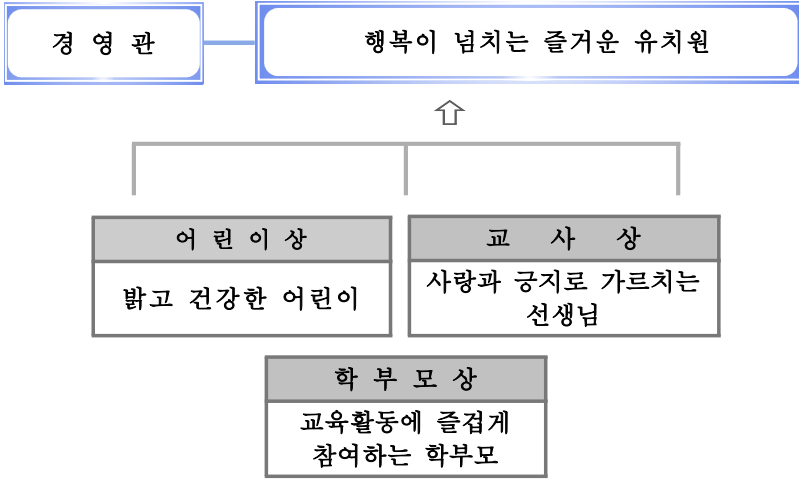 경 영 관
행복이 넘치는 즐거운 유치원
어 린 이 상
밝고 건강한 어린이
교 사 상
사랑과 긍지로 가르치는
선생님
학 부 모 상
교육활동에 즐겁게
참여하는 학부모